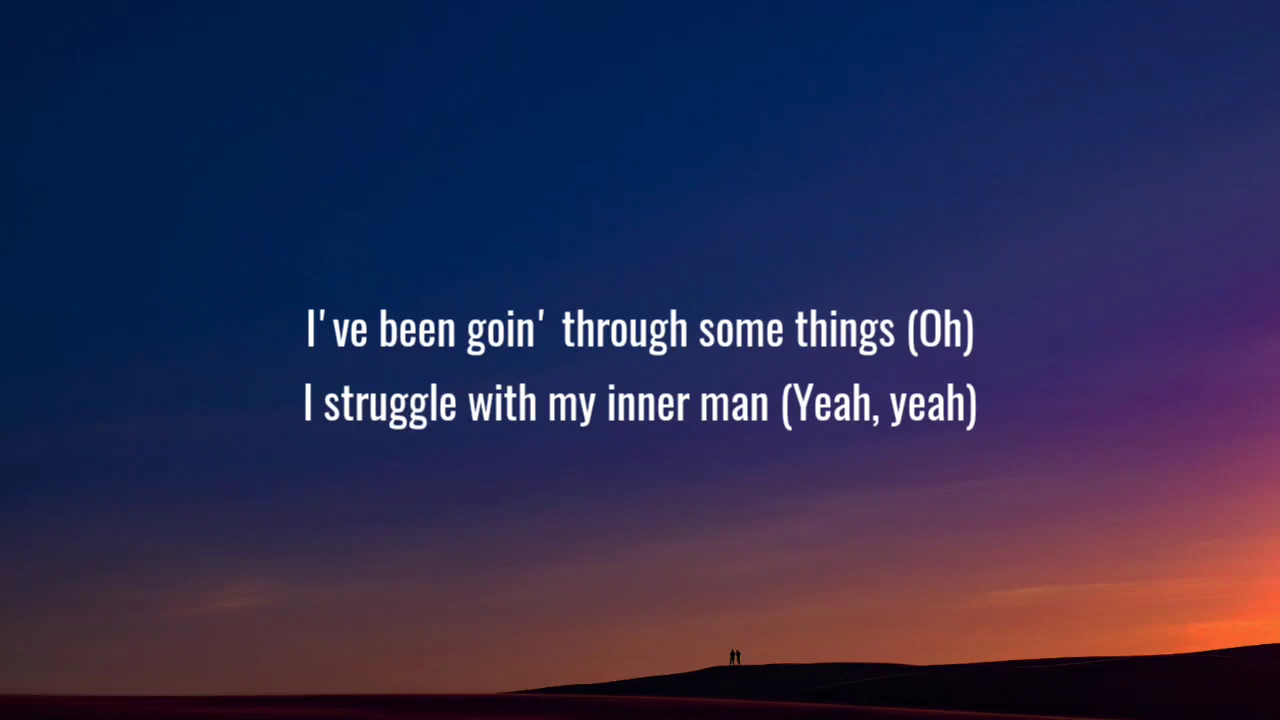 I've been goin' through some things (Oh)
I struggle with my inner man (Yeah, yeah)